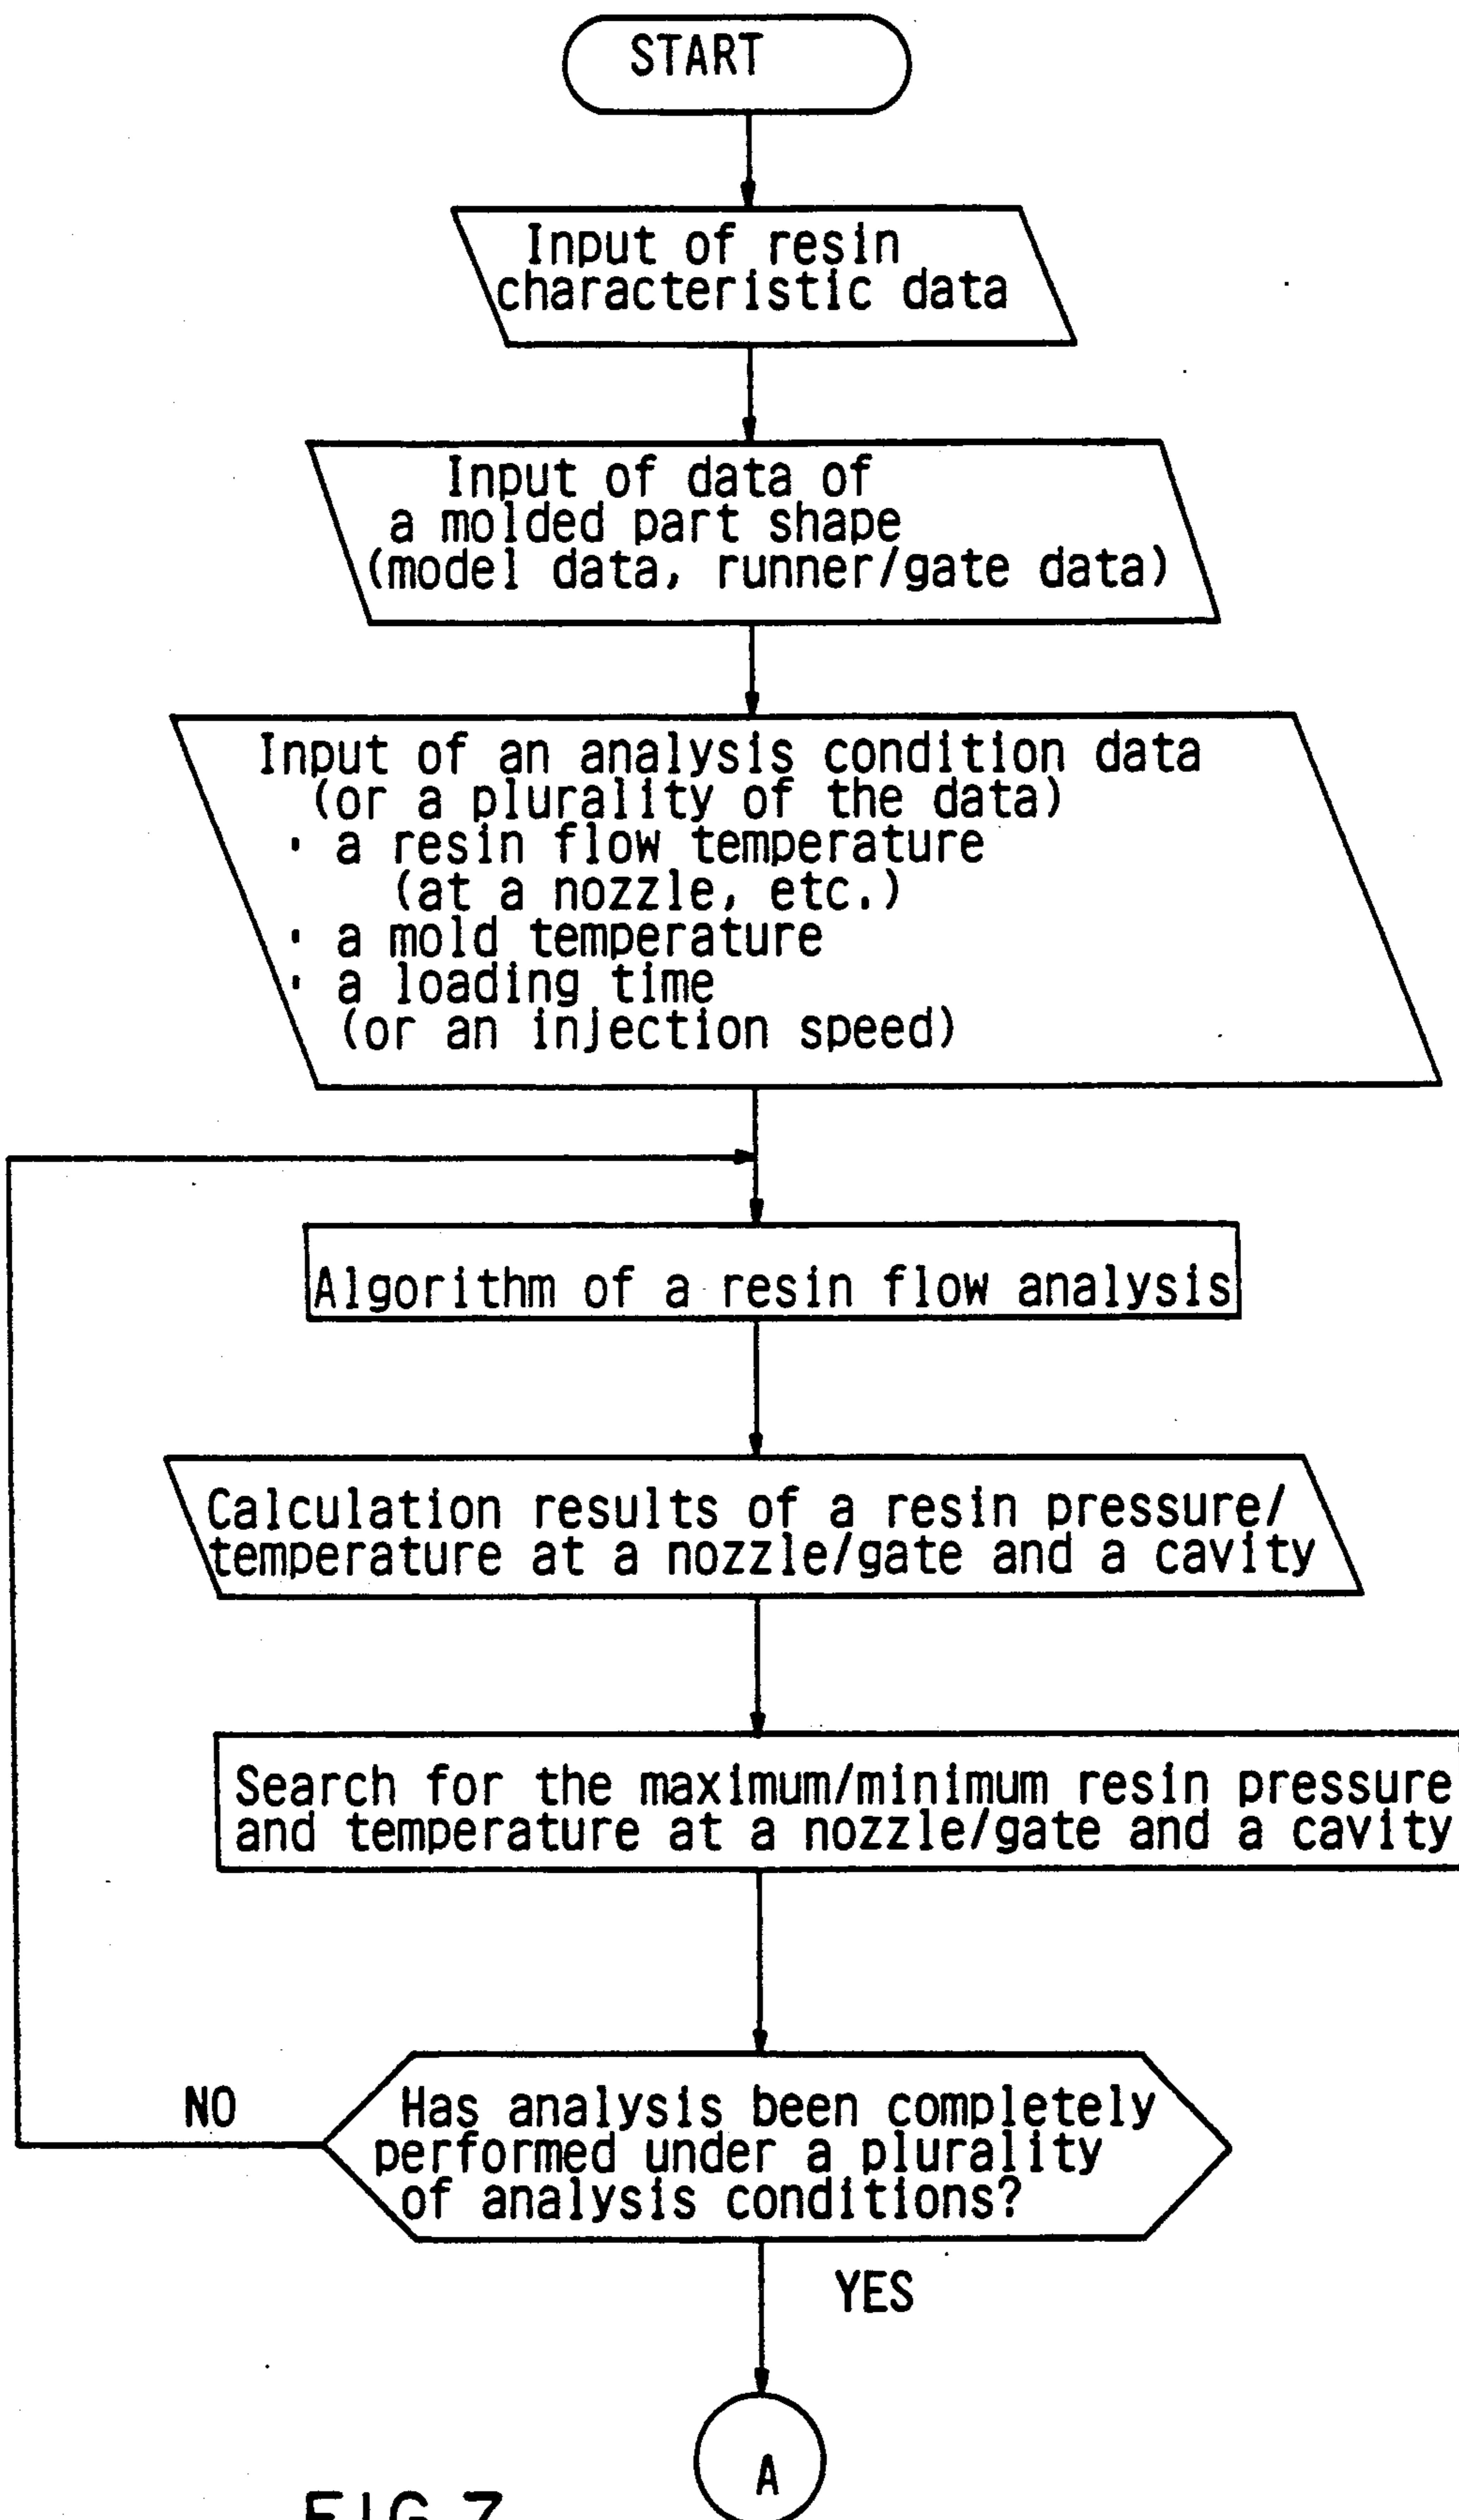 START
Input of resin
characteristic data
Input of data of
a molded part shape
(model data, runner/gate data)
Input of an analysis condition data
(or a plurality of the data)
· a resin flow temperature
(at a nozzle, etc.)
· a mold temperature
· a loading time
(or an injection speed)
Algorithm of a resin flow analysis
Calculation results of a resin pressure/
temperature at a nozzle/gate and a cavity
Search for the maximum/minimum resin pressure
and temperature at a nozzle/gate and a cavity
Has analysis been completely
performed under a plurality
of analysis conditions?
NO
YES
A